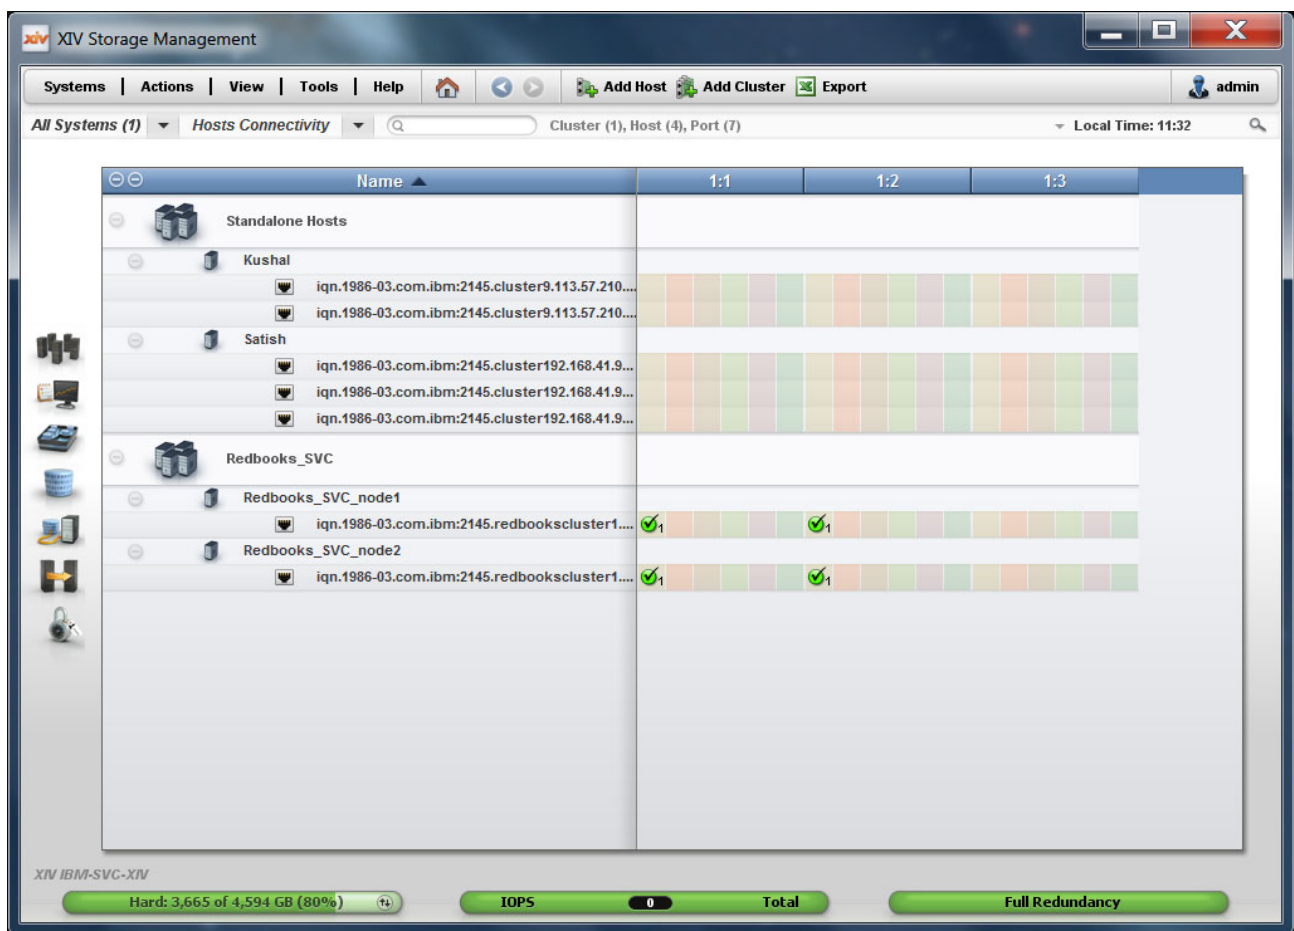 XIV XIV Storage Management
Systems | Actions | View | Tools | Help Add Host Add Cluster Export admin
All Systems (1) Hosts Connectivity Cluster (1), Host (4), Port (7) Local Time: 11:32
Name 1:1 1:2 1:3
Standalone Hosts
Kushal
iqn.1986-03.com.ibm:2145.cluster9.113.57.210....
iqn.1986-03.com.ibm:2145.cluster9.113.57.210....
Satish
iqn.1986-03.com.ibm:2145.cluster192.168.41.9...
iqn.1986-03.com.ibm:2145.cluster192.168.41.9...
iqn.1986-03.com.ibm:2145.cluster192.168.41.9...
Redbooks_SVC
Redbooks_SVC_node1
iqn.1986-03.com.ibm:2145.redbookscluster1.... 1 1
Redbooks_SVC_node2
iqn.1986-03.com.ibm:2145.redbookscluster1.... 1 1
XIV IBM-SVC-XIV
Hard: 3,665 of 4,594 GB (80%) IOPS 0 Total Full Redundancy